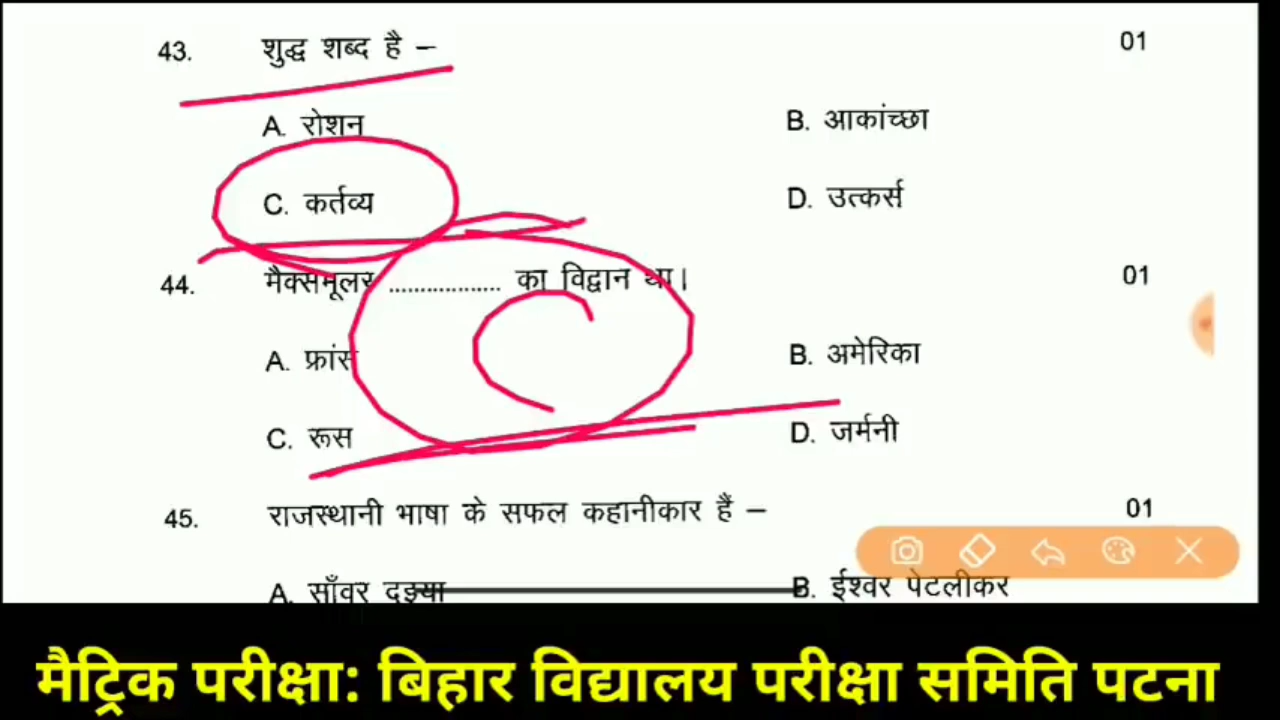 43. शुद्ध शब्द है – 01
A. रोशन B. आकांच्छा
C. कर्तव्य D. उत्कर्स
44. मैक्समूलर .................. का विद्वान था। 01
A. फ्रांस B. अमेरिका
C. रूस D. जर्मनी
45. राजस्थानी भाषा के सफल कहानीकार हैं – 01
A. साँवर दइया B. ईश्वर पेटलीकर
मैट्रिक परीक्षा: बिहार विद्यालय परीक्षा समिति पटना